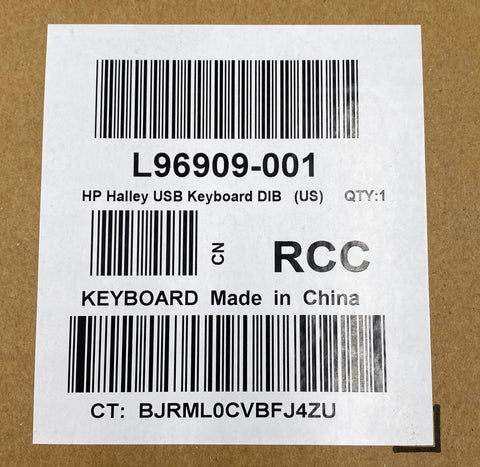 L96909-001
HP Halley USB Keyboard DIB (US) QTY:1
CN
RCC
KEYBOARD Made in China
CT: BJRML0CVBFJ4ZU